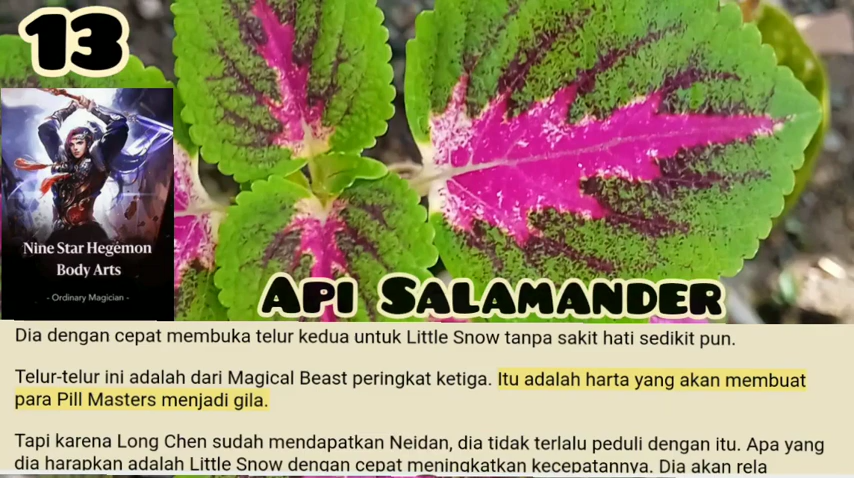 13
Nine Star Hegemon
Body Arts
- Ordinary Magician -
API SALAMANDER
Dia dengan cepat membuka telur kedua untuk Little Snow tanpa sakit hati sedikit pun.
Telur-telur ini adalah dari Magical Beast peringkat ketiga. Itu adalah harta yang akan membuat
para Pill Masters menjadi gila.
Tapi karena Long Chen sudah mendapatkan Neidan, dia tidak terlalu peduli dengan itu. Apa yang
dia harapkan adalah Little Snow dengan cepat meningkatkan kecepatannya. Dia akan rela